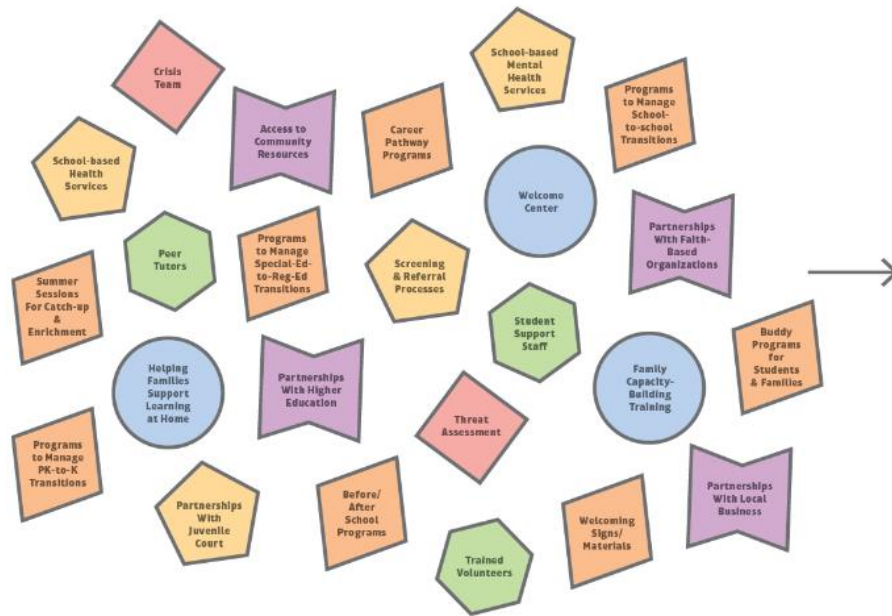 School-based
Mental
Health
Services
Crisis
Team
Programs
to Manage
School-
to-school
Transitions
Access to
Community
Resources
Career
Pathway
Programs
School-based
Health
Services
Welcome
Center
Partnerships
With Faith-
Based
Organizations
Peer
Tutors
Programs
to Manage
Special-Ed-
to-Reg-Ed
Transitions
Screening
& Referral
Processes
Summer
Sessions
For Catch-up
&
Enrichment
Student
Support
Staff
Buddy
Programs
for
Students
& Families
Helping
Families
Support
Learning
at Home
Partnerships
With Higher
Education
Family
Capacity-
Building
Training
Threat
Assessment
Programs
to Manage
PK-to-K
Transitions
Partnerships
With Local
Business
Partnerships
With
Juvenile
Court
Before/
After
School
Programs
Welcoming
Signs/
Materials
Trained
Volunteers